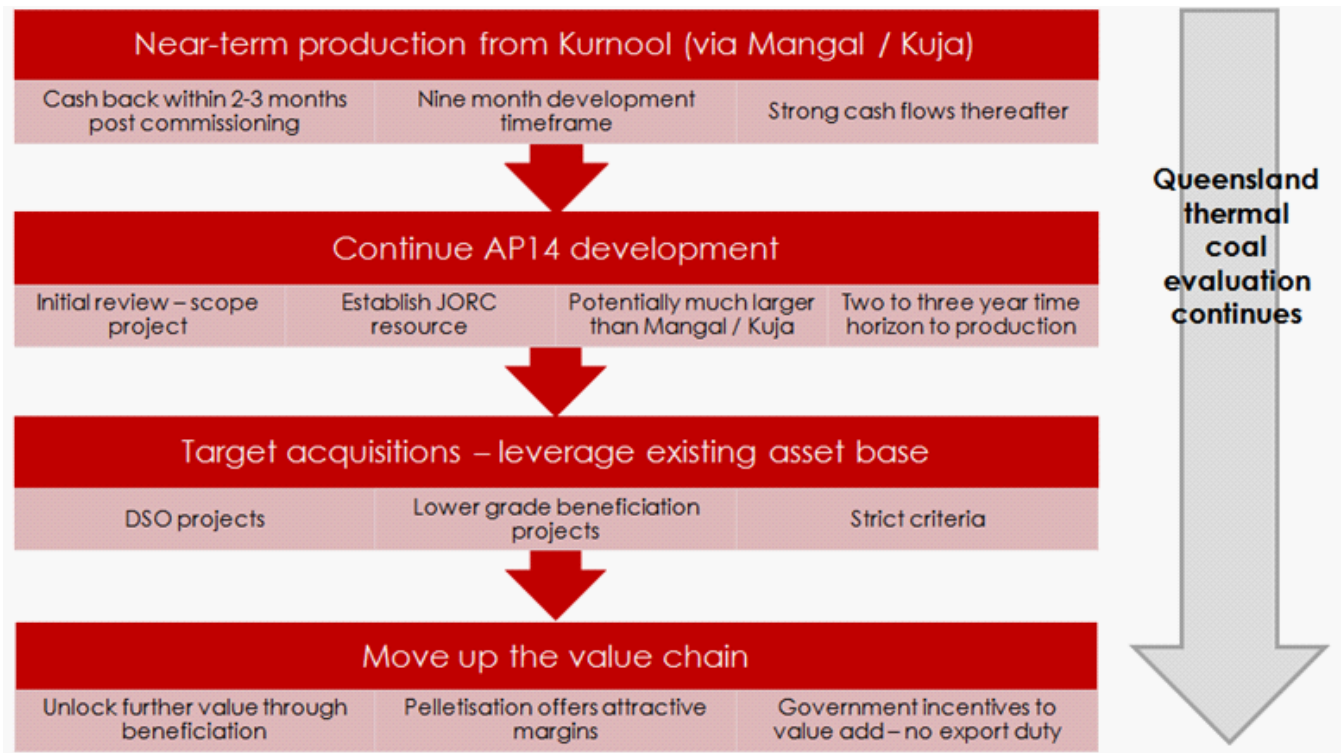 Near-term production from Kurnool (via Mangal / Kuja)
Cash back within 2-3 months
post commissioning
Nine month development
timeframe
Strong cash flows thereafter
Continue AP14 development
Initial review – scope
project
Establish JORC
resource
Potentially much larger
than Mangal / Kuja
Two to three year time
horizon to production
Target acquisitions – leverage existing asset base
DSO projects
Lower grade beneficiation
projects
Strict criteria
Move up the value chain
Unlock further value through
beneficiation
Pelletisation offers attractive
margins
Government incentives to
value add – no export duty
Queensland
thermal
coal
evaluation
continues